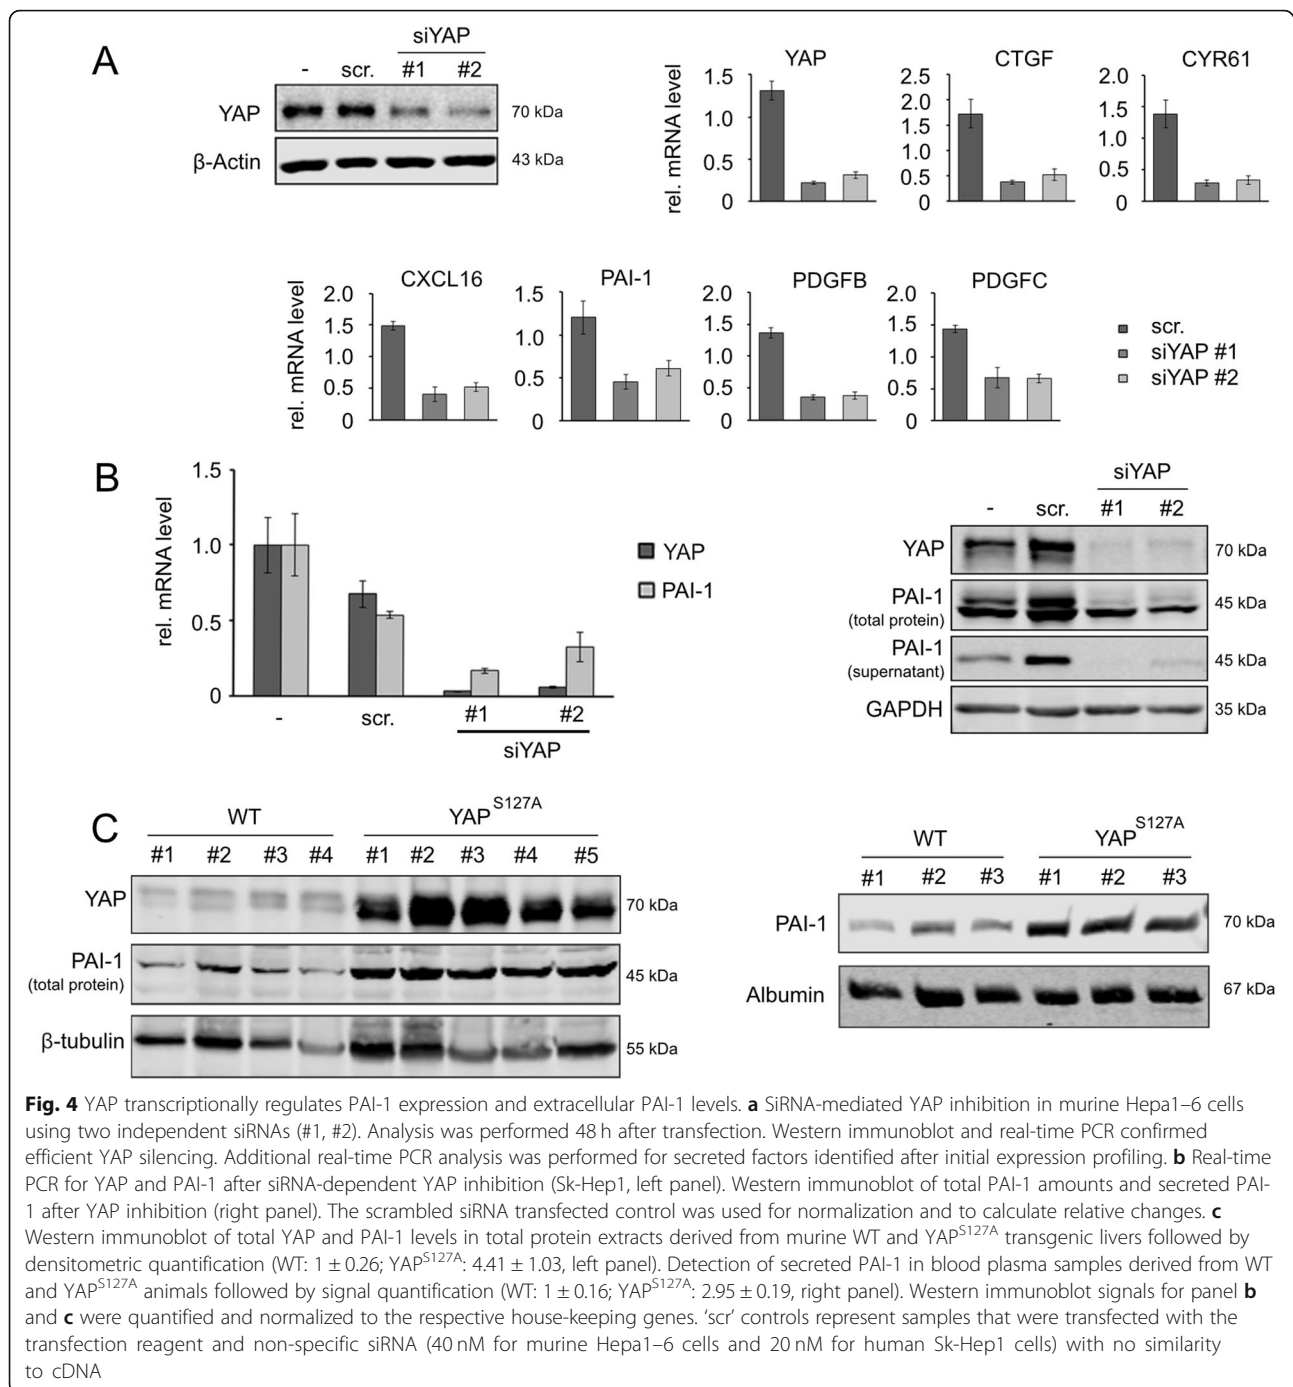 A
siYAP
- scr. #1 #2
YAP 70 kDa
β-Actin 43 kDa
YAP CTGF CYR61
rel. mRNA level
1.5
1.0
0.5
0
2.5
2.0
1.5
1.0
0.5
0
2.0
1.5
1.0
0.5
0
CXCL16 PAI-1 PDGFB PDGFC
rel. mRNA level
2.0
1.5
1.0
0.5
0
1.5
1.0
0.5
0
2.0
1.5
1.0
0.5
0
2.0
1.5
1.0
0.5
0
scr.
siYAP #1
siYAP #2
B
rel. mRNA level
1.5
1.0
0.5
0
- scr. #1 #2
siYAP
YAP
PAI-1
siYAP
- scr. #1 #2
YAP 70 kDa
PAI-1
(total protein) 45 kDa
PAI-1
(supernatant) 45 kDa
GAPDH 35 kDa
C
WT YAP S127A
#1 #2 #3 #4 #1 #2 #3 #4 #5
YAP 70 kDa
PAI-1
(total protein) 45 kDa
β-tubulin 55 kDa
WT YAP S127A
#1 #2 #3 #1 #2 #3
PAI-1 70 kDa
Albumin 67 kDa
Fig. 4 YAP transcriptionally regulates PAI-1 expression and extracellular PAI-1 levels. a SiRNA-mediated YAP inhibition in murine Hepa1–6 cells
using two independent siRNAs (#1, #2). Analysis was performed 48 h after transfection. Western immunoblot and real-time PCR confirmed
efficient YAP silencing. Additional real-time PCR analysis was performed for secreted factors identified after initial expression profiling. b Real-time
PCR for YAP and PAI-1 after siRNA-dependent YAP inhibition (Sk-Hep1, left panel). Western immunoblot of total PAI-1 amounts and secreted PAI-
1 after YAP inhibition (right panel). The scrambled siRNA transfected control was used for normalization and to calculate relative changes. c
Western immunoblot of total YAP and PAI-1 levels in total protein extracts derived from murine WT and YAP S127A transgenic livers followed by
densitometric quantification (WT: 1 ± 0.26; YAP S127A: 4.41 ± 1.03, left panel). Detection of secreted PAI-1 in blood plasma samples derived from WT
and YAP S127A animals followed by signal quantification (WT: 1 ± 0.16; YAP S127A: 2.95 ± 0.19, right panel). Western immunoblot signals for panel b
and c were quantified and normalized to the respective house-keeping genes. ‘scr’ controls represent samples that were transfected with the
transfection reagent and non-specific siRNA (40 nM for murine Hepa1–6 cells and 20 nM for human Sk-Hep1 cells) with no similarity
to cDNA